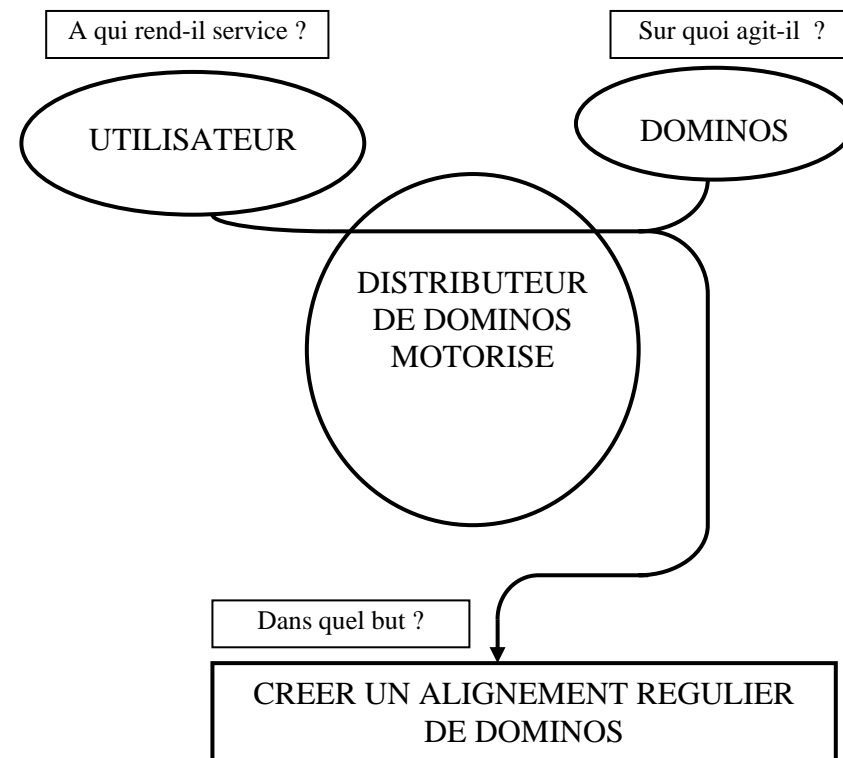 A qui rend-il service ?
Sur quoi agit-il  ?
UTILISATEUR
DOMINOS
DISTRIBUTEUR
DE DOMINOS
MOTORISE
Dans quel but ?
CREER UN ALIGNEMENT REGULIER
DE DOMINOS